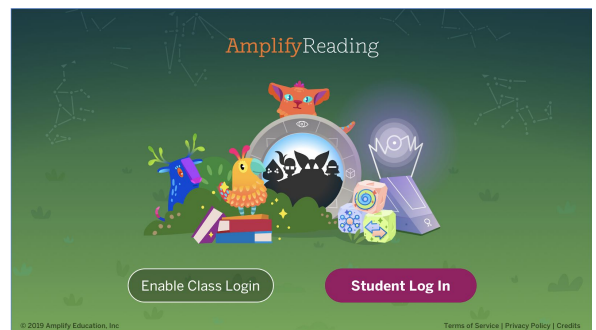 AmplifyReading
Enable Class Login
Student Log In
© 2019 Amplify Education, Inc
Terms of Service | Privacy Policy | Credits